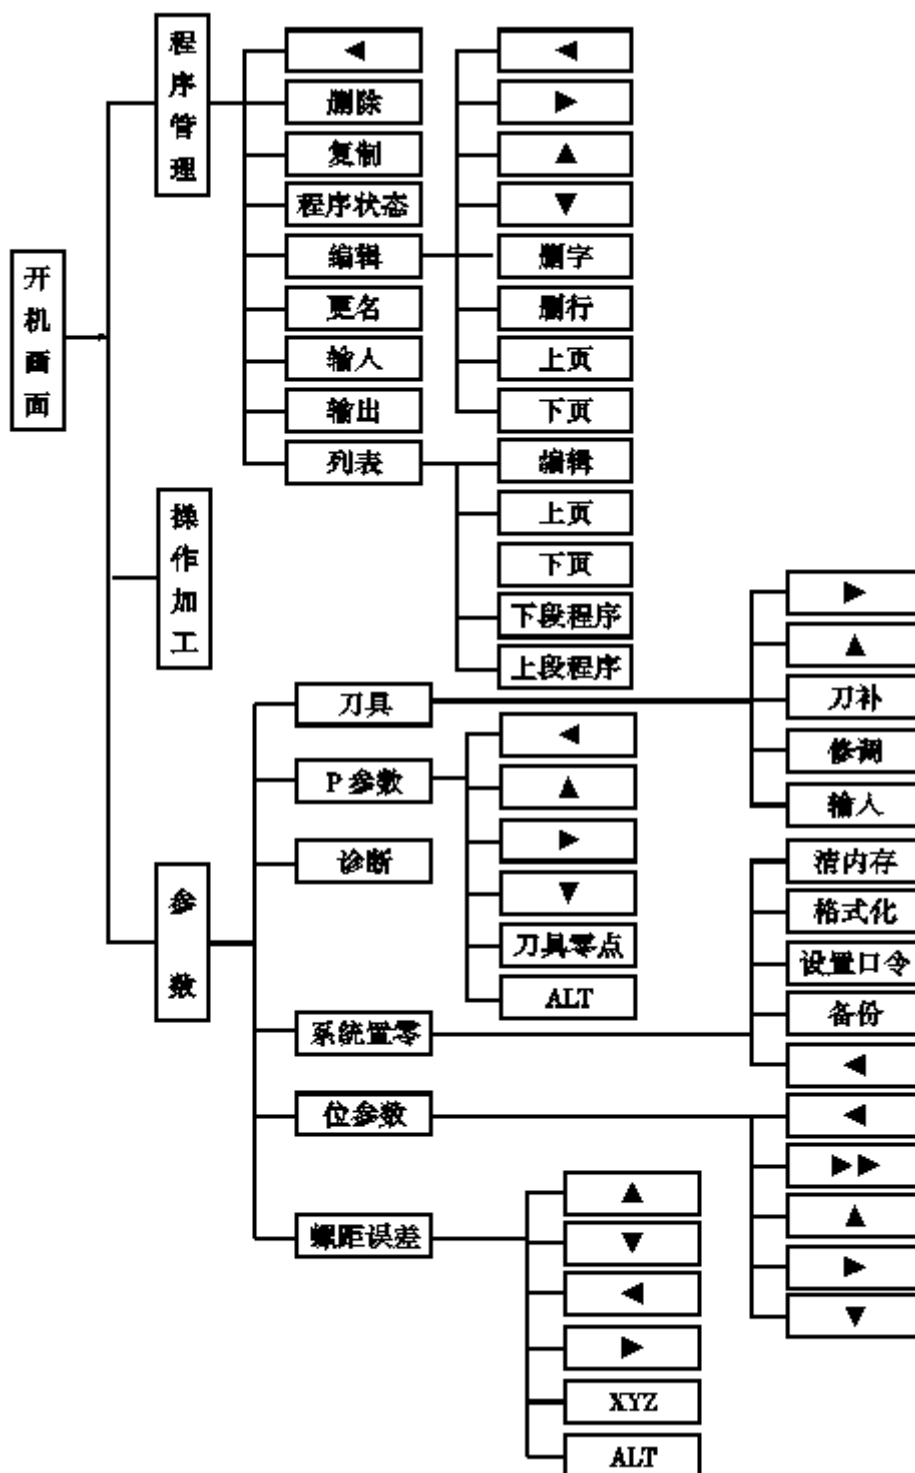 开机画面
程序管理
◄
删除
复制
程序状态
编辑
更名
输人
输出
列表
◄
►
▲
▼
删字
删行
上页
下页
编辑
上页
下页
下段程序
上段程序
操作加工
参数
刀具
P参数
诊断
系统置零
位参数
螺距误差
►
▲
刀补
修调
输人
◄
▲
►
▼
刀具零点
ALT
清内存
格式化
设置口令
备份
◄
◄
►►
▲
►
▼
▲
▼
◄
►
XYZ
ALT